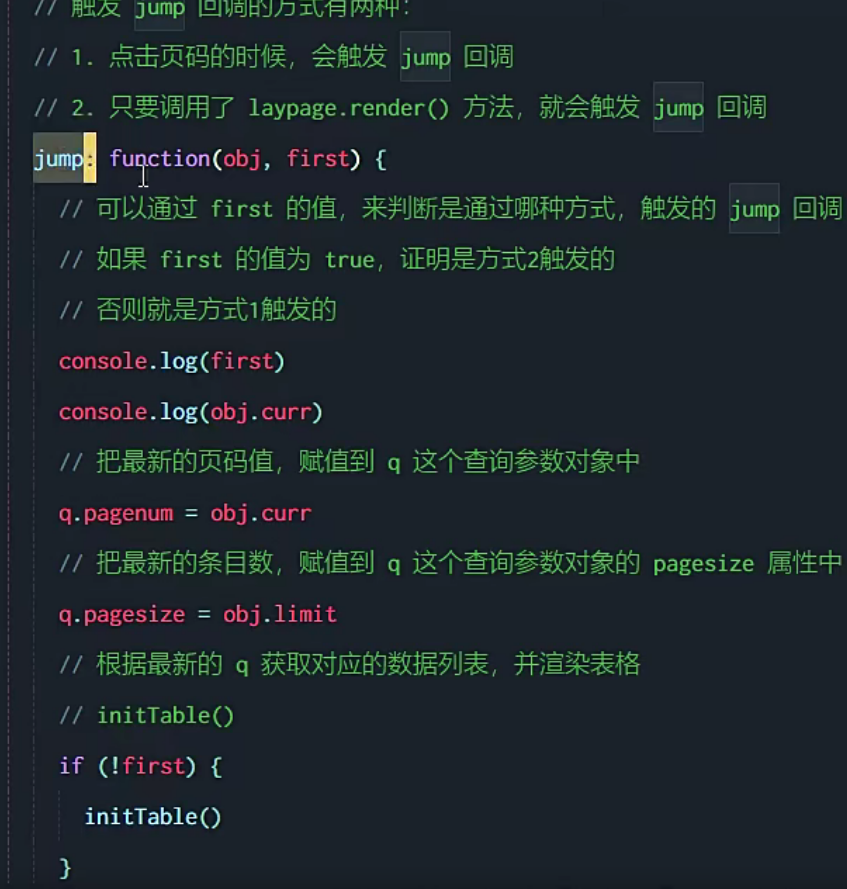 // 触发 jump 回调的方式有两种：
// 1. 点击页码的时候，会触发 jump 回调
// 2. 只要调用了 laypage.render() 方法，就会触发 jump 回调
jump: function(obj, first) {
// 可以通过 first 的值，来判断是通过哪种方式，触发的 jump 回调
// 如果 first 的值为 true，证明是方式2触发的
// 否则就是方式1触发的
console.log(first)
console.log(obj.curr)
// 把最新的页码值，赋值到 q 这个查询参数对象中
q.pagenum = obj.curr
// 把最新的条目数，赋值到 q 这个查询参数对象的 pagesize 属性中
q.pagesize = obj.limit
// 根据最新的 q 获取对应的数据列表，并渲染表格
// initTable()
if (!first) {
initTable()
}